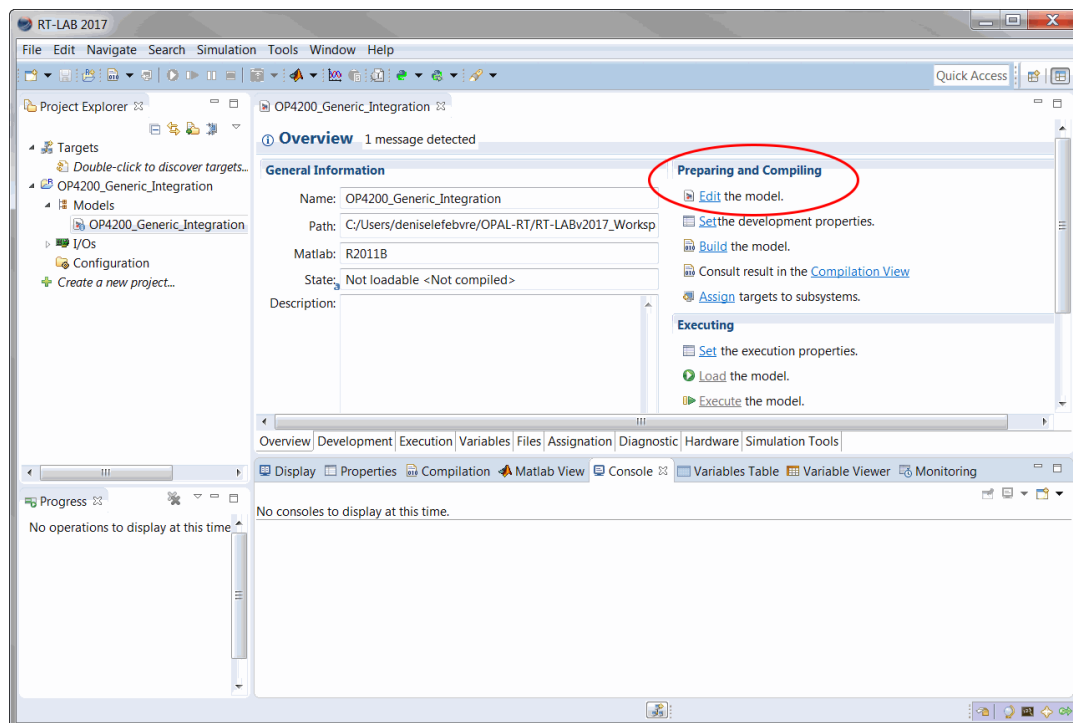 RT-LAB 2017
File Edit Navigate Search Simulation Tools Window Help
Quick Access
Project Explorer
Targets
Double-click to discover targets...
OP4200_Generic_Integration
Models
OP4200_Generic_Integration
I/Os
Configuration
Create a new project...
OP4200_Generic_Integration
Overview 1 message detected
General Information
Name: OP4200_Generic_Integration
Path: C:/Users/deniselefebvre/OPAL-RT/RT-LABv2017_Worksp
Matlab: R2011B
State: Not loadable <Not compiled>
Description:
Preparing and Compiling
Edit the model.
Set the development properties.
Build the model.
Consult result in the Compilation View
Assign targets to subsystems.
Executing
Set the execution properties.
Load the model.
Execute the model.
Overview Development Execution Variables Files Assignation Diagnostic Hardware Simulation Tools
Progress
No operations to display at this time
Display Properties Compilation Matlab View Console Variables Table Variable Viewer Monitoring
No consoles to display at this time.